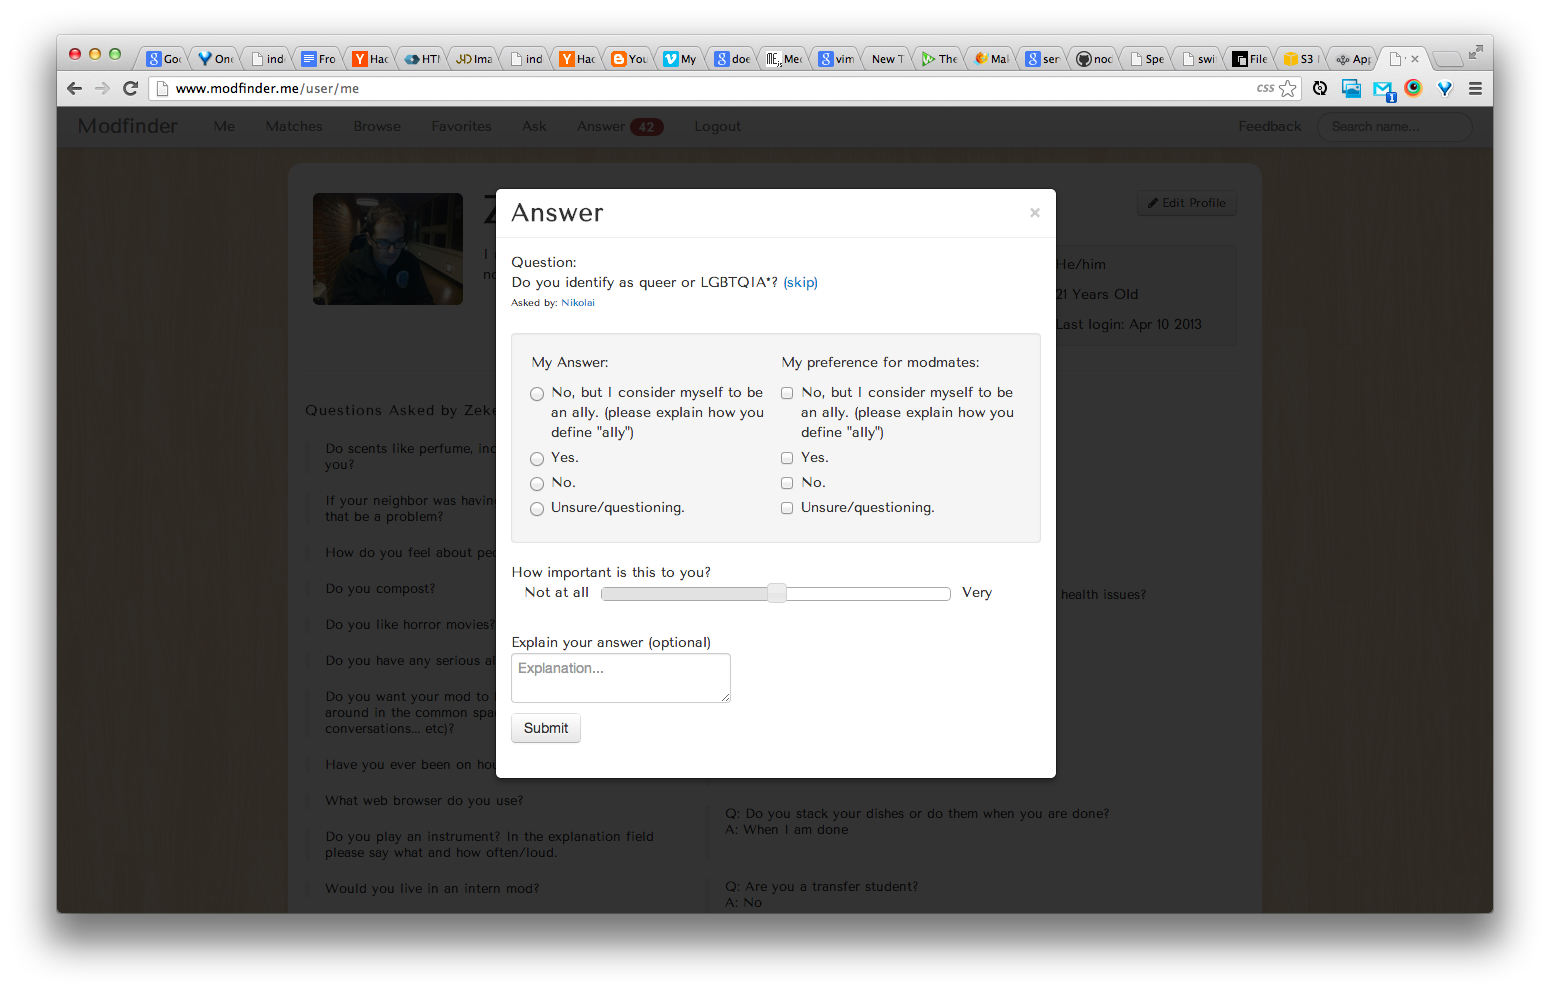 Goo
One
ind
Fro
Hac
HTM
Ima
ind
Hac
You
My
doe
Mec
vim
New T
The
Mal
ser
noc
Spe
swi
File
S3
App
www.modfinder.me/user/me
css
1
Modfinder
Me
Matches
Browse
Favorites
Ask
Answer 42
Logout
Feedback
Search name...
Edit Profile
He/him
21 Years Old
Last login: Apr 10 2013
Answer
×
Question:
Do you identify as queer or LGBTQIA*? (skip)
Asked by: Nikolai
My Answer:
No, but I consider myself to be
an ally. (please explain how you
define "ally")
Yes.
No.
Unsure/questioning.
My preference for modmates:
No, but I consider myself to be
an ally. (please explain how you
define "ally")
Yes.
No.
Unsure/questioning.
How important is this to you?
Not at all
Very
Explain your answer (optional)
Explanation...
Submit
Questions Asked by Zeke
Do scents like perfume, inc
you?
If your neighbor was havin
that be a problem?
How do you feel about peo
Do you compost?
Do you like horror movies?
Do you have any serious al
Do you want your mod to
around in the common spa
conversations... etc)?
Have you ever been on hou
What web browser do you use?
Do you play an instrument? In the explanation field
please say what and how often/loud.
Would you live in an intern mod?
health issues?
Q: Do you stack your dishes or do them when you are done?
A: When I am done
Q: Are you a transfer student?
A: No